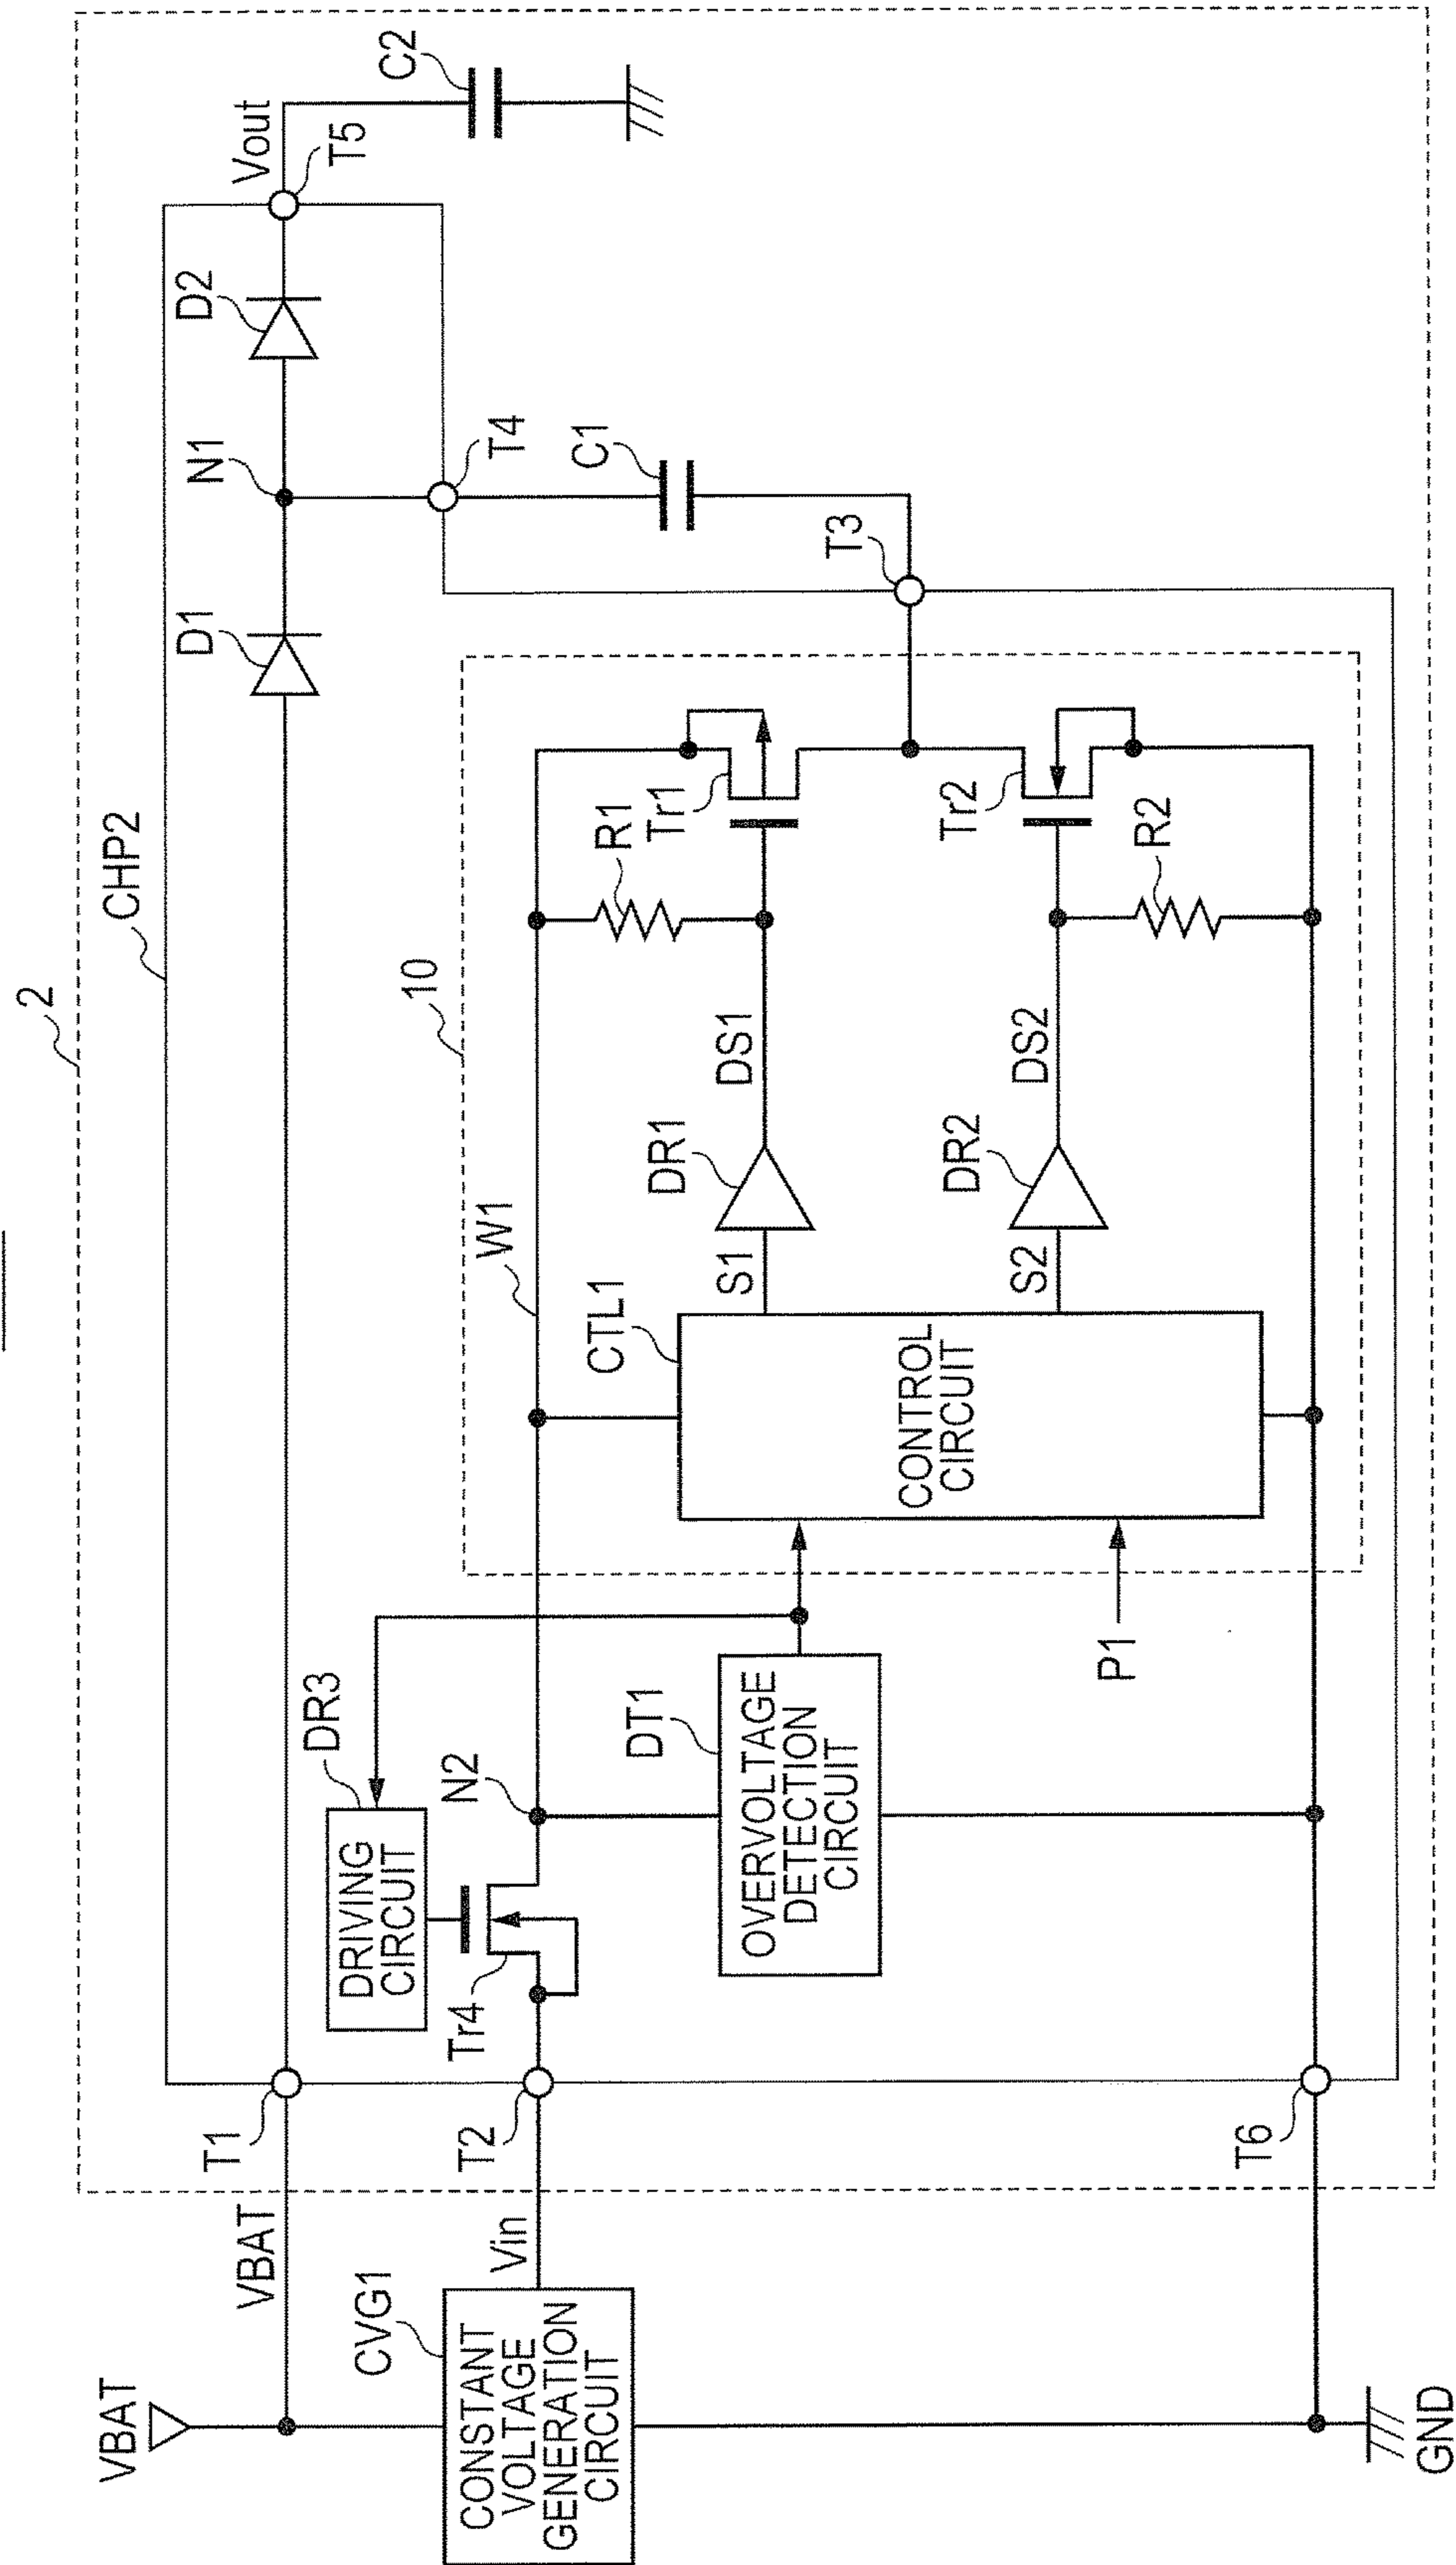 2
CHP2
VBAT
VBAT
T1
D1
N1
D2
Vout
T5
C2
T4
C1
T3
CVG1
CONSTANT
VOLTAGE
GENERATION
CIRCUIT
Vin
T2
Tr4
DRIVING
CIRCUIT
DR3
N2
W1
10
DT1
OVERVOLTAGE
DETECTION
CIRCUIT
P1
CTL1
CONTROL
CIRCUIT
S1
DR1
DS1
R1
Tr1
S2
DR2
DS2
Tr2
R2
T6
GND